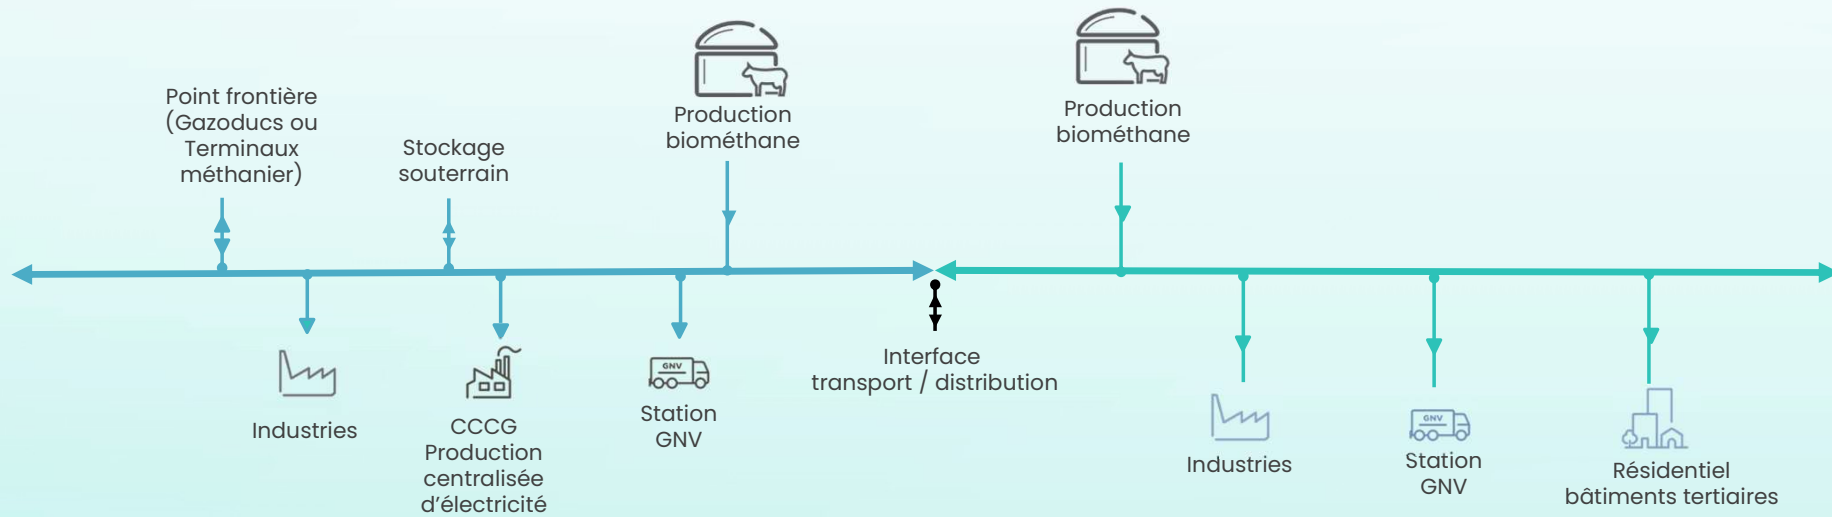 Point frontière
(Gazoducs ou
Terminaux
méthanier)
Stockage
souterrain
Production
biométhane
Production
biométhane
Interface
transport / distribution
Industries
CCCG
Production
centralisée
d'électricité
GNV
Station
GNV
Industries
GNV
Station
GNV
Résidentiel
bâtiments tertiaires